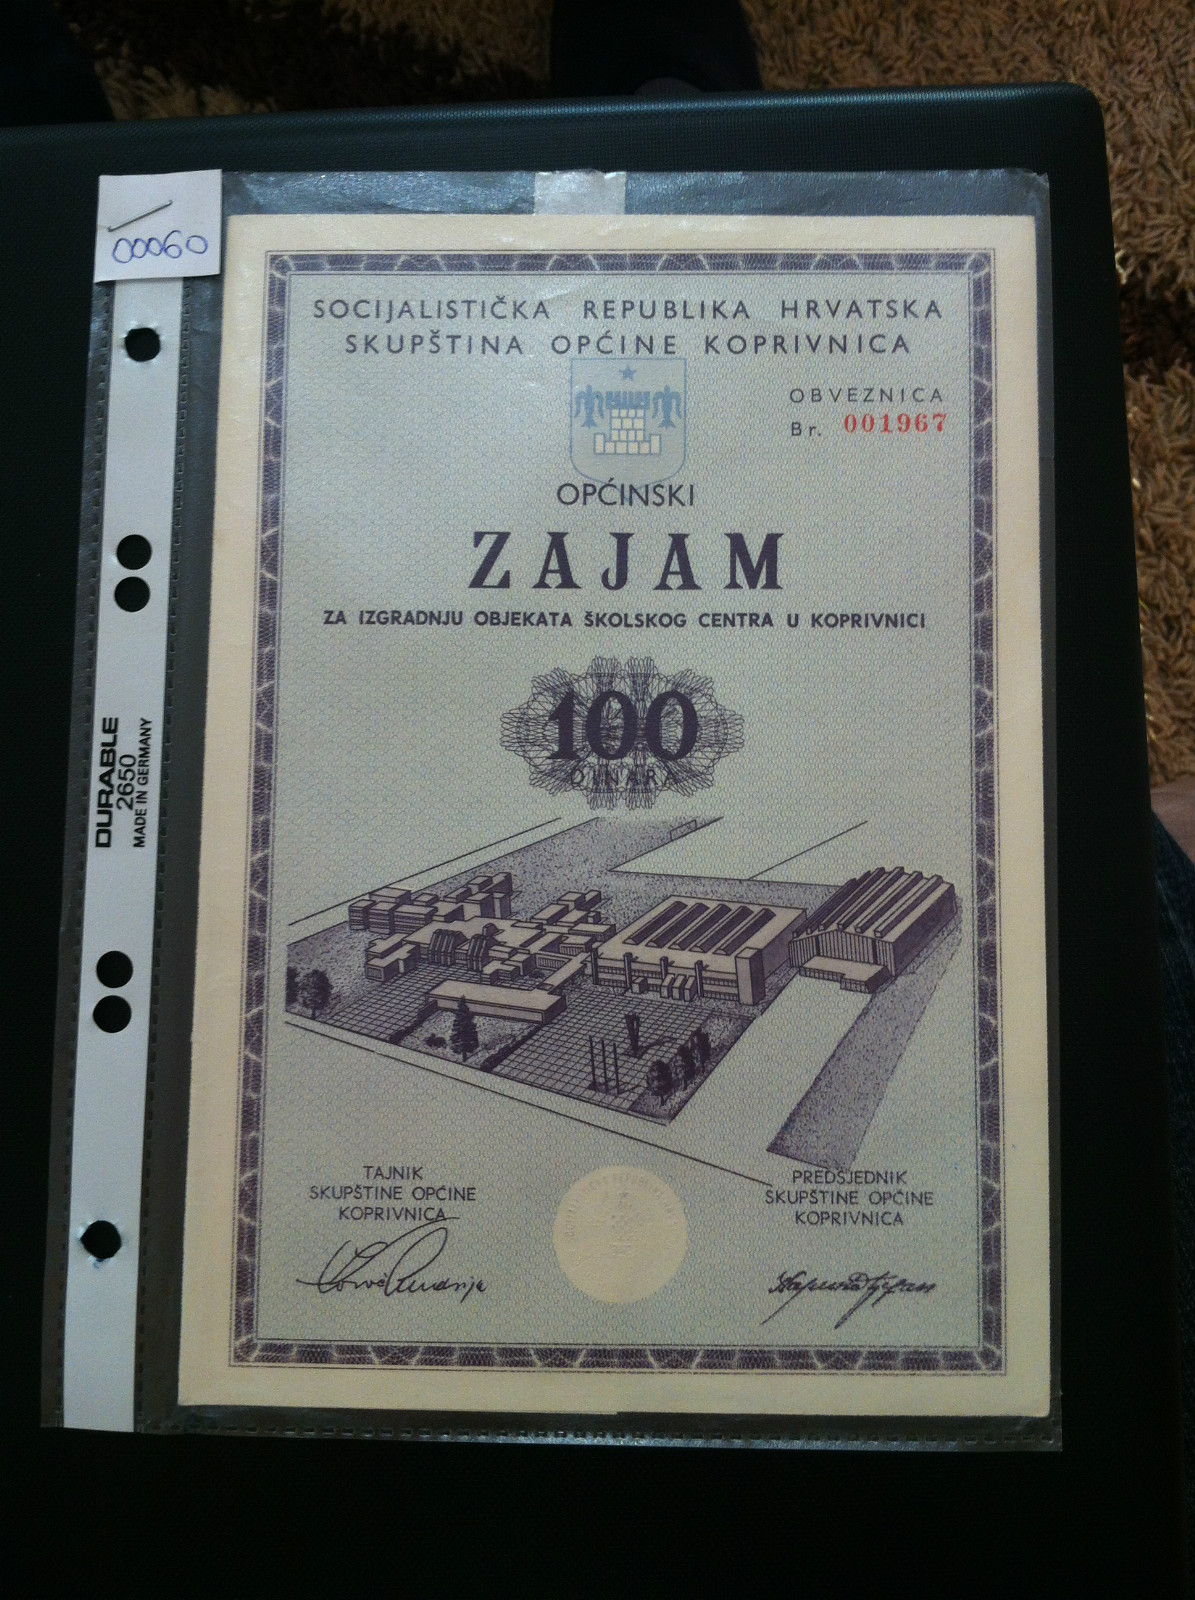 00060
SOCIJALISTIČKA REPUBLIKA HRVATSKA
SKUPŠTINA OPĆINE KOPRIVNICA
OBVEZNICA
Br. 001967
OPĆINSKI
ZAJAM
ZA IZGRADNJU OBJEKATA ŠKOLSKOG CENTRA U KOPRIVNICI
100
DINARA
DURABLE
2650
MADE IN GERMANY
TAJNIK
SKUPŠTINE OPĆINE
KOPRIVNICA
PREDSJEDNIK
SKUPŠTINE OPĆINE
KOPRIVNICA